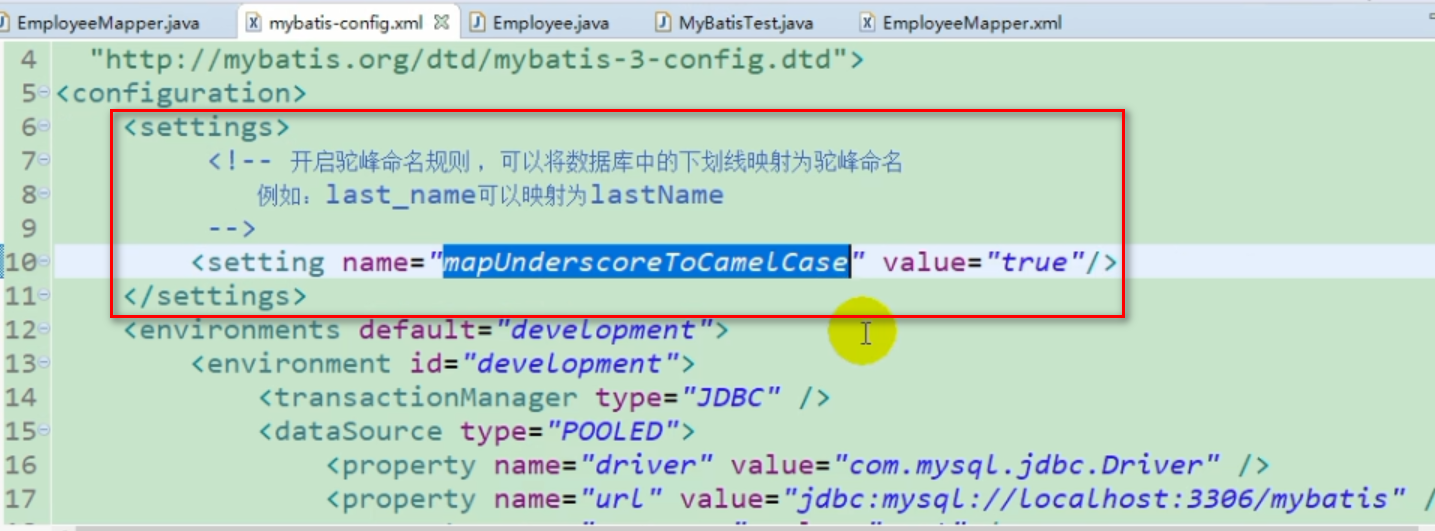 EmployeeMapper.java mybatis-config.xml Employee.java MyBatisTest.java EmployeeMapper.xml
4 "http://mybatis.org/dtd/mybatis-3-config.dtd">
5 <configuration>
6 <settings>
7 <!-- 开启驼峰命名规则，可以将数据库中的下划线映射为驼峰命名
8 例如：last_name可以映射为lastName
9 -->
10 <setting name="mapUnderscoreToCamelCase" value="true"/>
11 </settings>
12 <environments default="development">
13 <environment id="development">
14 <transactionManager type="JDBC" />
15 <dataSource type="POOLED">
16 <property name="driver" value="com.mysql.jdbc.Driver" />
17 <property name="url" value="jdbc:mysql://localhost:3306/mybatis" /